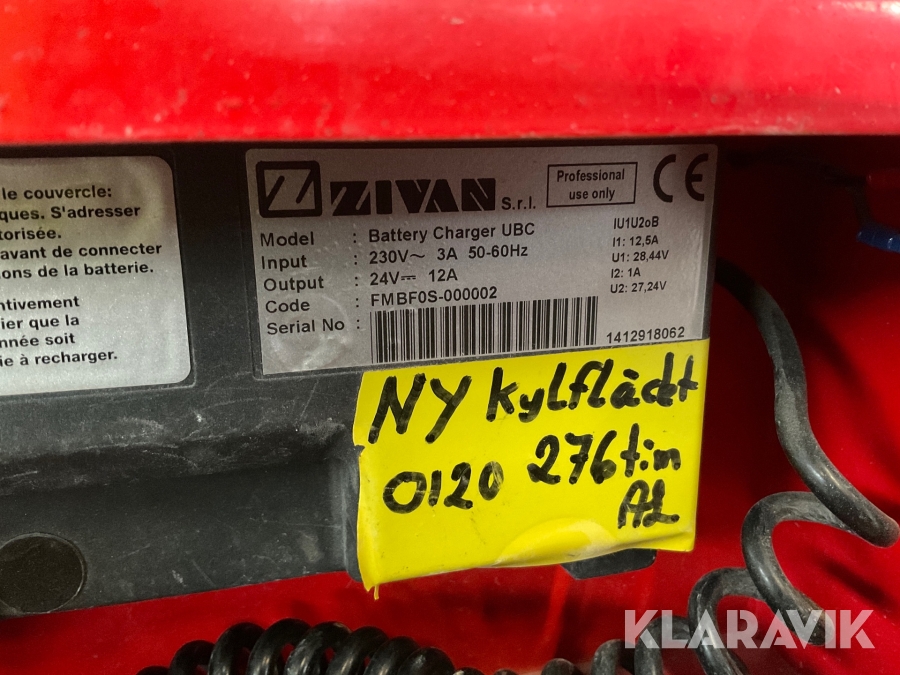 le couvercle:
ques. S'adresser
torisée.
avant de connecter
ons de la batterie.
ntivement
ier que la
nnée soit
ie à recharger.
ZIVAN S.r.l.
Professional
use only
CE
Model : Battery Charger UBC
Input : 230V~ 3A 50-60Hz
Output : 24V⎓ 12A
Code : FMBF0S-000002
Serial No :
IU1U2oB
I1: 12,5A
U1: 28,44V
I2: 1A
U2: 27,24V
1412918062
NY kylflädet
0120 276tim
AL
KLARAVIK